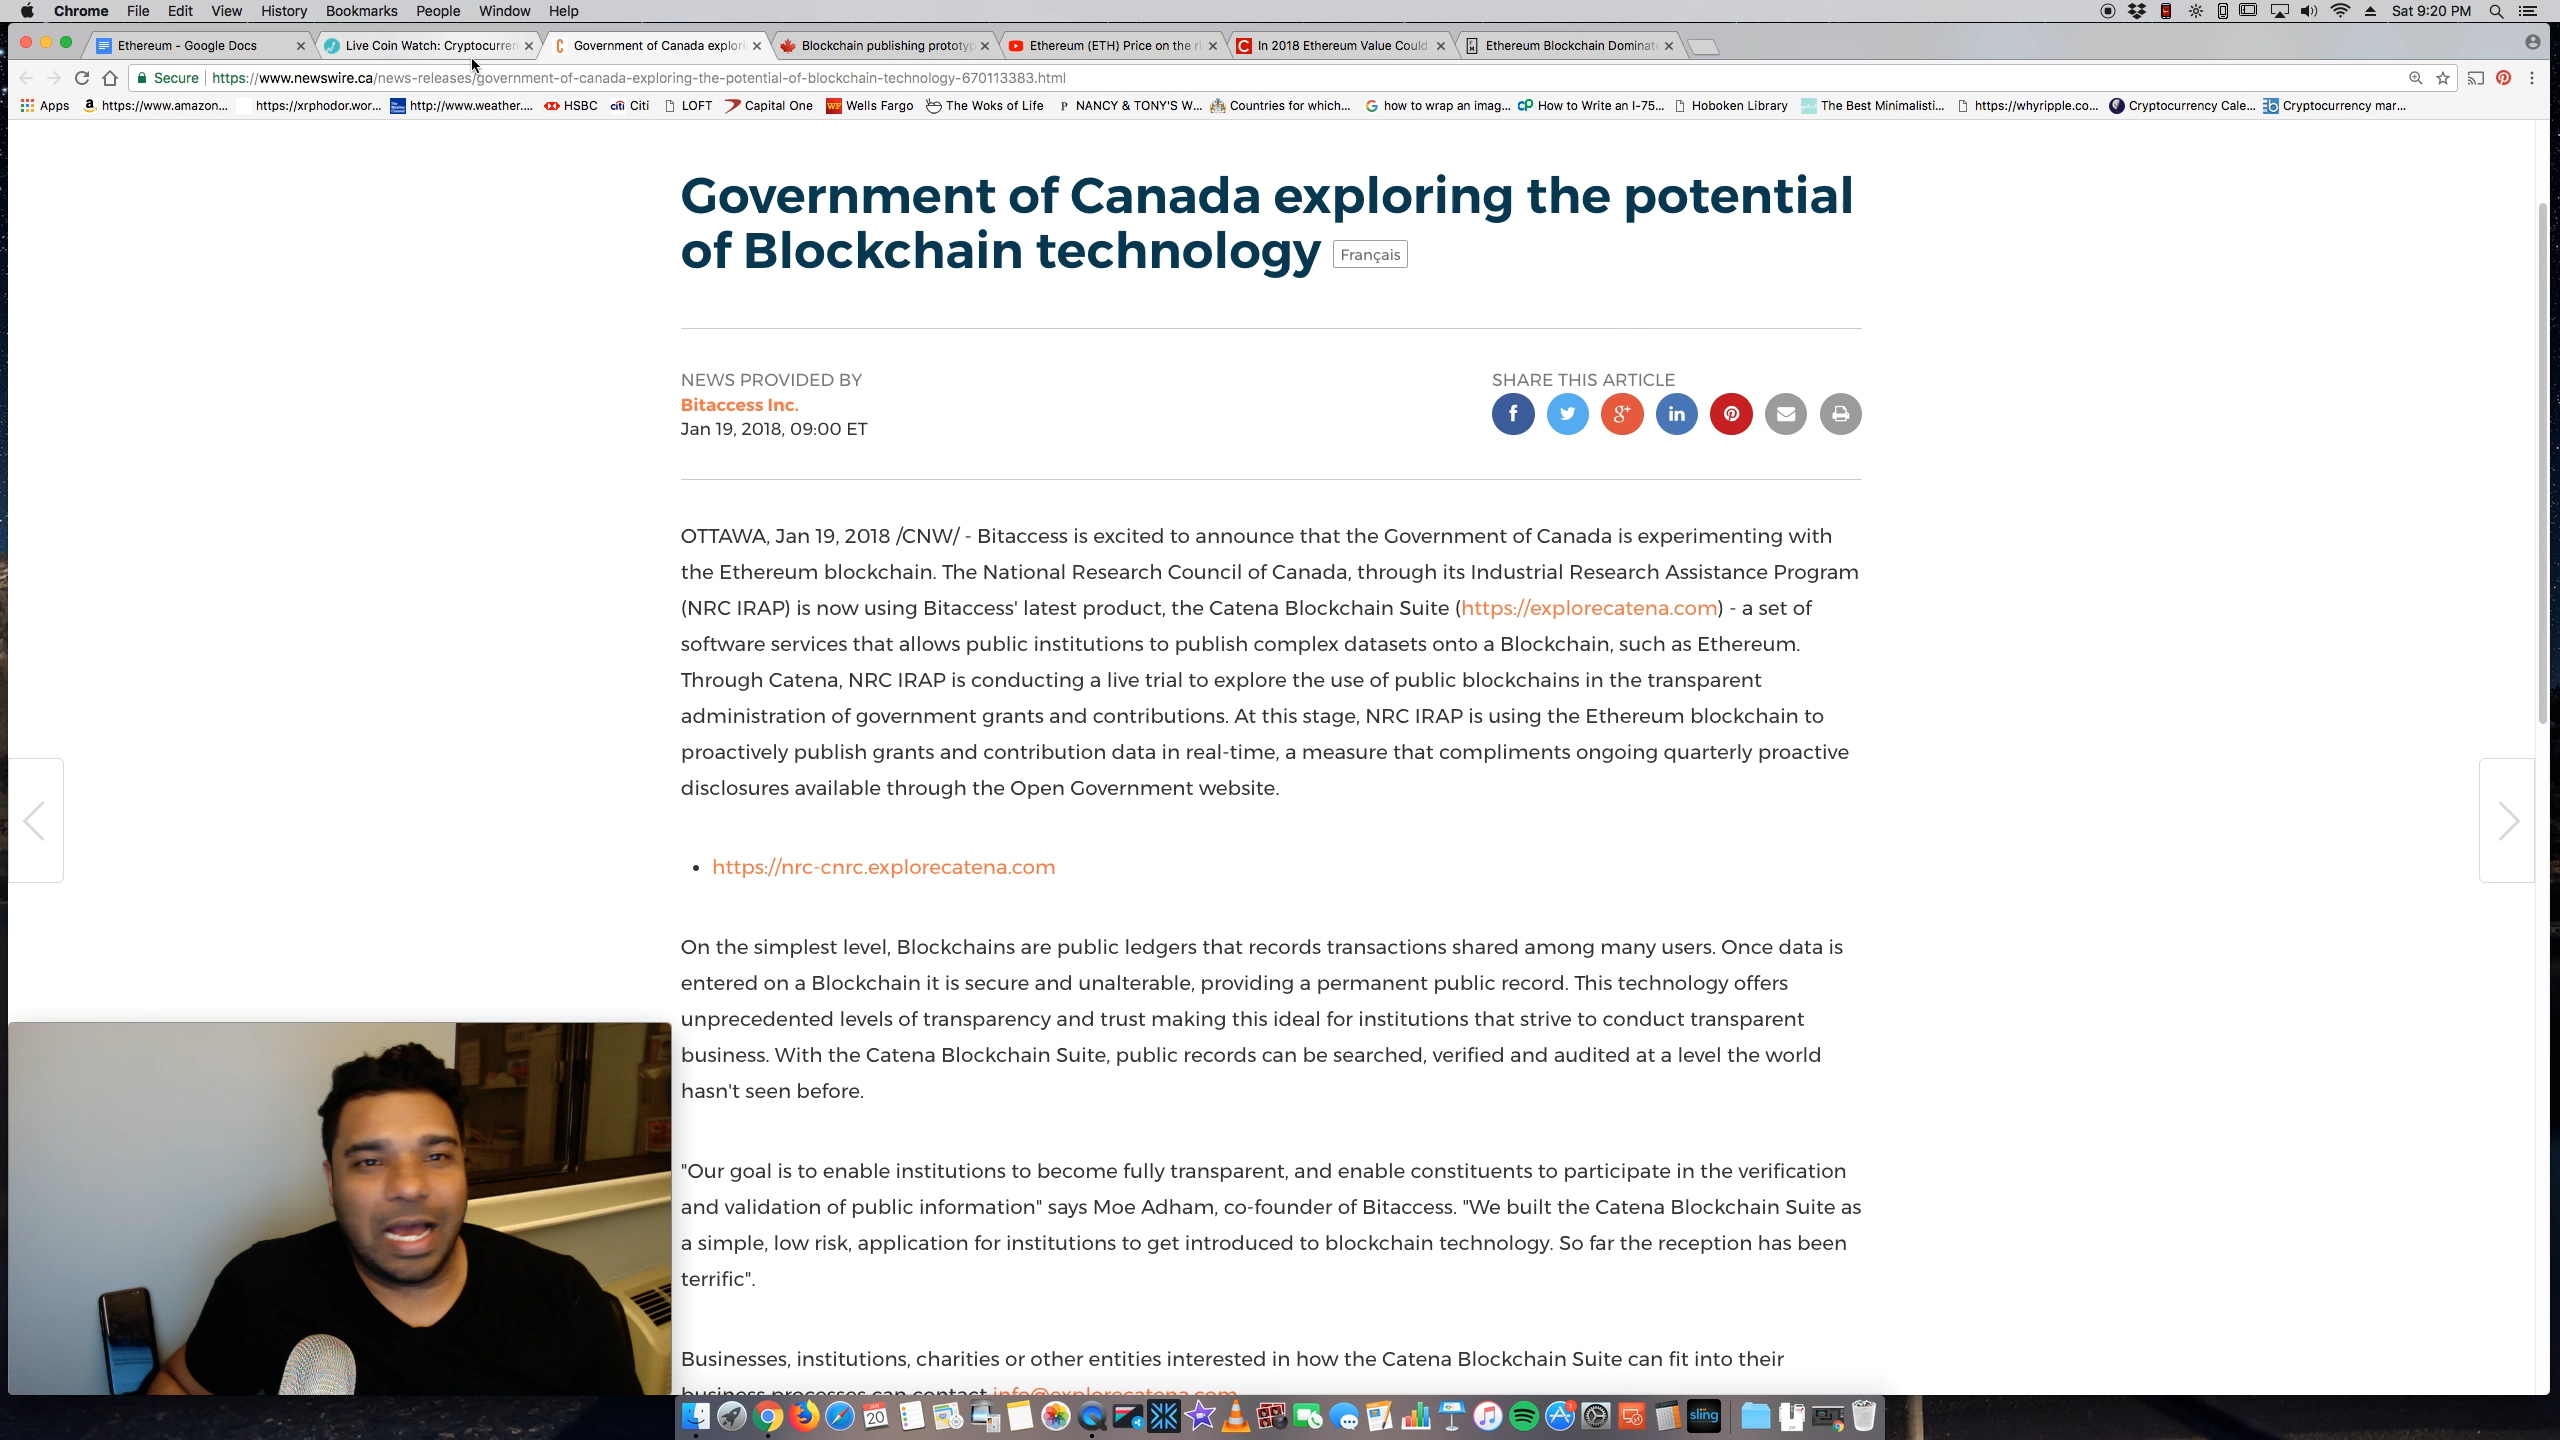 Chrome File Edit View History Bookmarks People Window Help Sat 9:20 PM
Ethereum - Google Docs Live Coin Watch: Cryptocurren Government of Canada explori Blockchain publishing prototyp Ethereum (ETH) Price on the ri In 2018 Ethereum Value Could Ethereum Blockchain Dominat
Secure https://www.newswire.ca/news-releases/government-of-canada-exploring-the-potential-of-blockchain-technology-670113383.html
Apps https://www.amazon... https://xrphodor.wor... http://www.weather.... HSBC citi Citi LOFT Capital One WF Wells Fargo The Woks of Life P NANCY & TONY'S W... Countries for which... how to wrap an imag... How to Write an I-75... Hoboken Library The Best Minimalisti... https://whyripple.co... Cryptocurrency Cale... Cryptocurrency mar...
Government of Canada exploring the potential
of Blockchain technology Français
NEWS PROVIDED BY
Bitaccess Inc.
Jan 19, 2018, 09:00 ET
SHARE THIS ARTICLE
OTTAWA, Jan 19, 2018 /CNW/ - Bitaccess is excited to announce that the Government of Canada is experimenting with
the Ethereum blockchain. The National Research Council of Canada, through its Industrial Research Assistance Program
(NRC IRAP) is now using Bitaccess' latest product, the Catena Blockchain Suite (https://explorecatena.com) - a set of
software services that allows public institutions to publish complex datasets onto a Blockchain, such as Ethereum.
Through Catena, NRC IRAP is conducting a live trial to explore the use of public blockchains in the transparent
administration of government grants and contributions. At this stage, NRC IRAP is using the Ethereum blockchain to
proactively publish grants and contribution data in real-time, a measure that compliments ongoing quarterly proactive
disclosures available through the Open Government website.
• https://nrc-cnrc.explorecatena.com
On the simplest level, Blockchains are public ledgers that records transactions shared among many users. Once data is
entered on a Blockchain it is secure and unalterable, providing a permanent public record. This technology offers
unprecedented levels of transparency and trust making this ideal for institutions that strive to conduct transparent
business. With the Catena Blockchain Suite, public records can be searched, verified and audited at a level the world
hasn't seen before.
"Our goal is to enable institutions to become fully transparent, and enable constituents to participate in the verification
and validation of public information" says Moe Adham, co-founder of Bitaccess. "We built the Catena Blockchain Suite as
a simple, low risk, application for institutions to get introduced to blockchain technology. So far the reception has been
terrific".
Businesses, institutions, charities or other entities interested in how the Catena Blockchain Suite can fit into their
business processes can contact info@explorecatena.com
JAN
20
sling